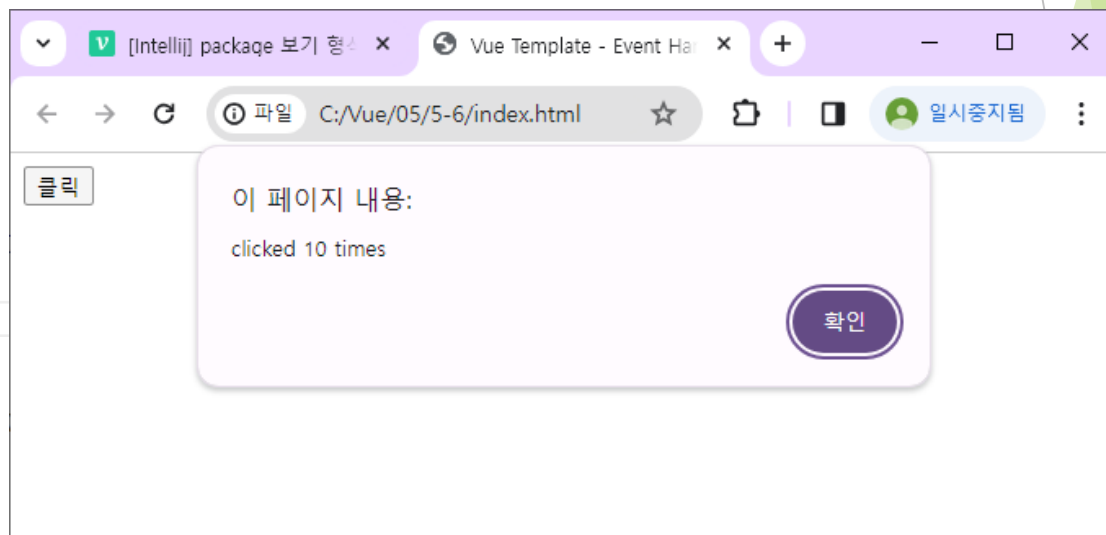 [Intellij] package 보기 형
Vue Template - Event Ha
파일
C:/Vue/05/5-6/index.html
일시중지됨
클릭
이 페이지 내용:
clicked 10 times
확인